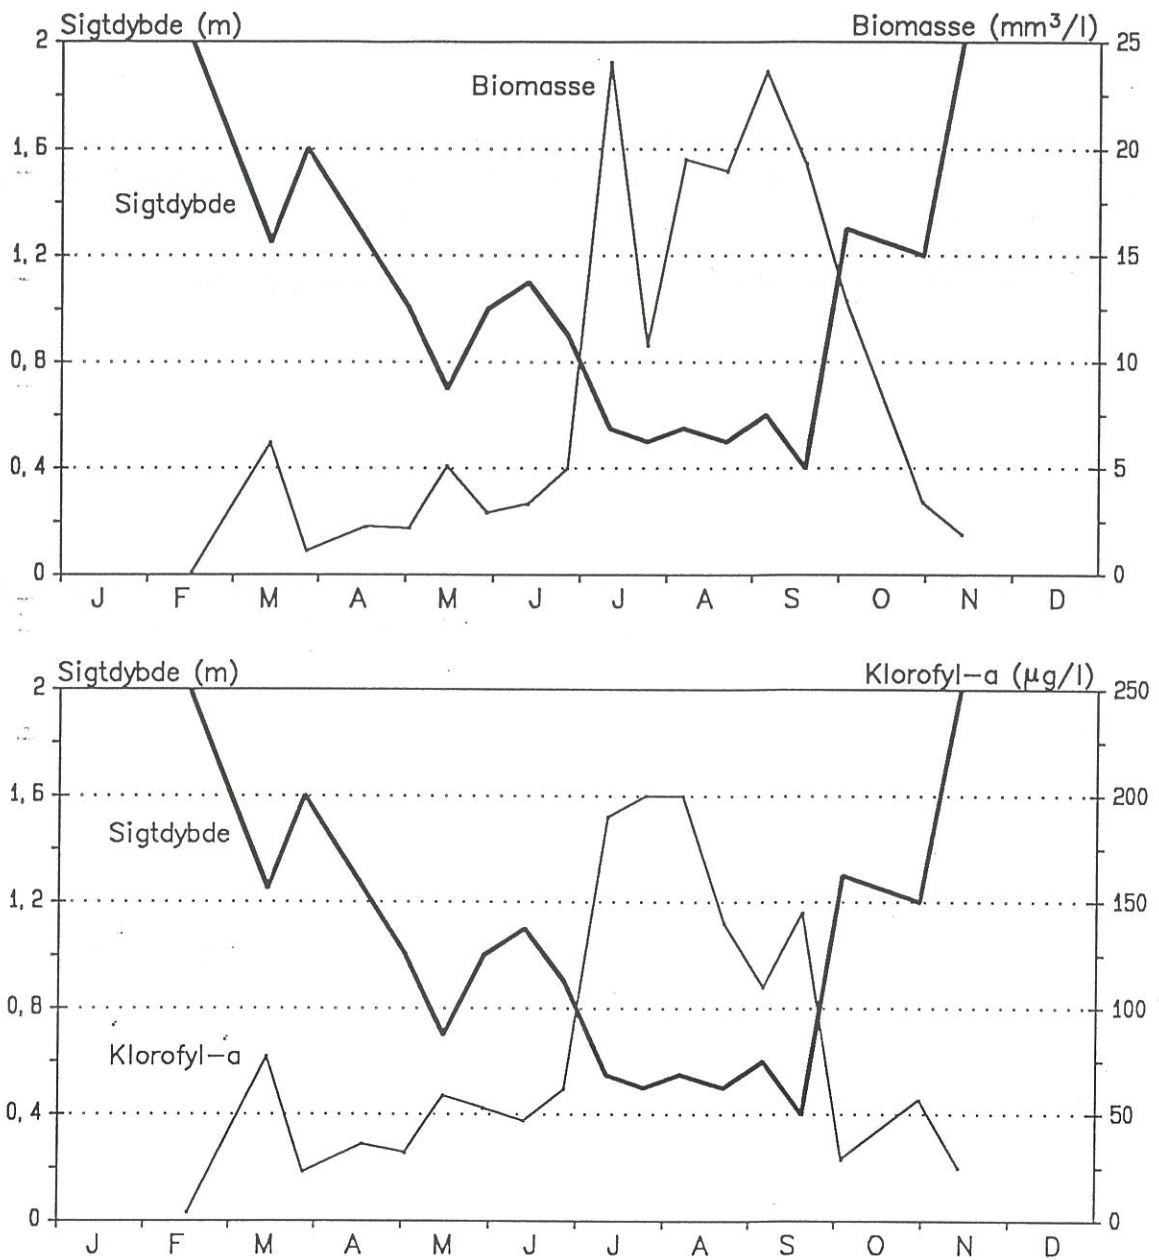 Sigtdybde (m) Biomasse (mm³/l)
2 25
Biomasse
1,6 20
Sigtdybde
1,2 15
0,8 10
0,4 5
0 0
J F M A M J J A S O N D
Sigtdybde (m) Klorofyl-a (μg/l)
2 250
1,6 200
Sigtdybde
1,2 150
0,8 100
Klorofyl-a
0,4 50
0 0
J F M A M J J A S O N D